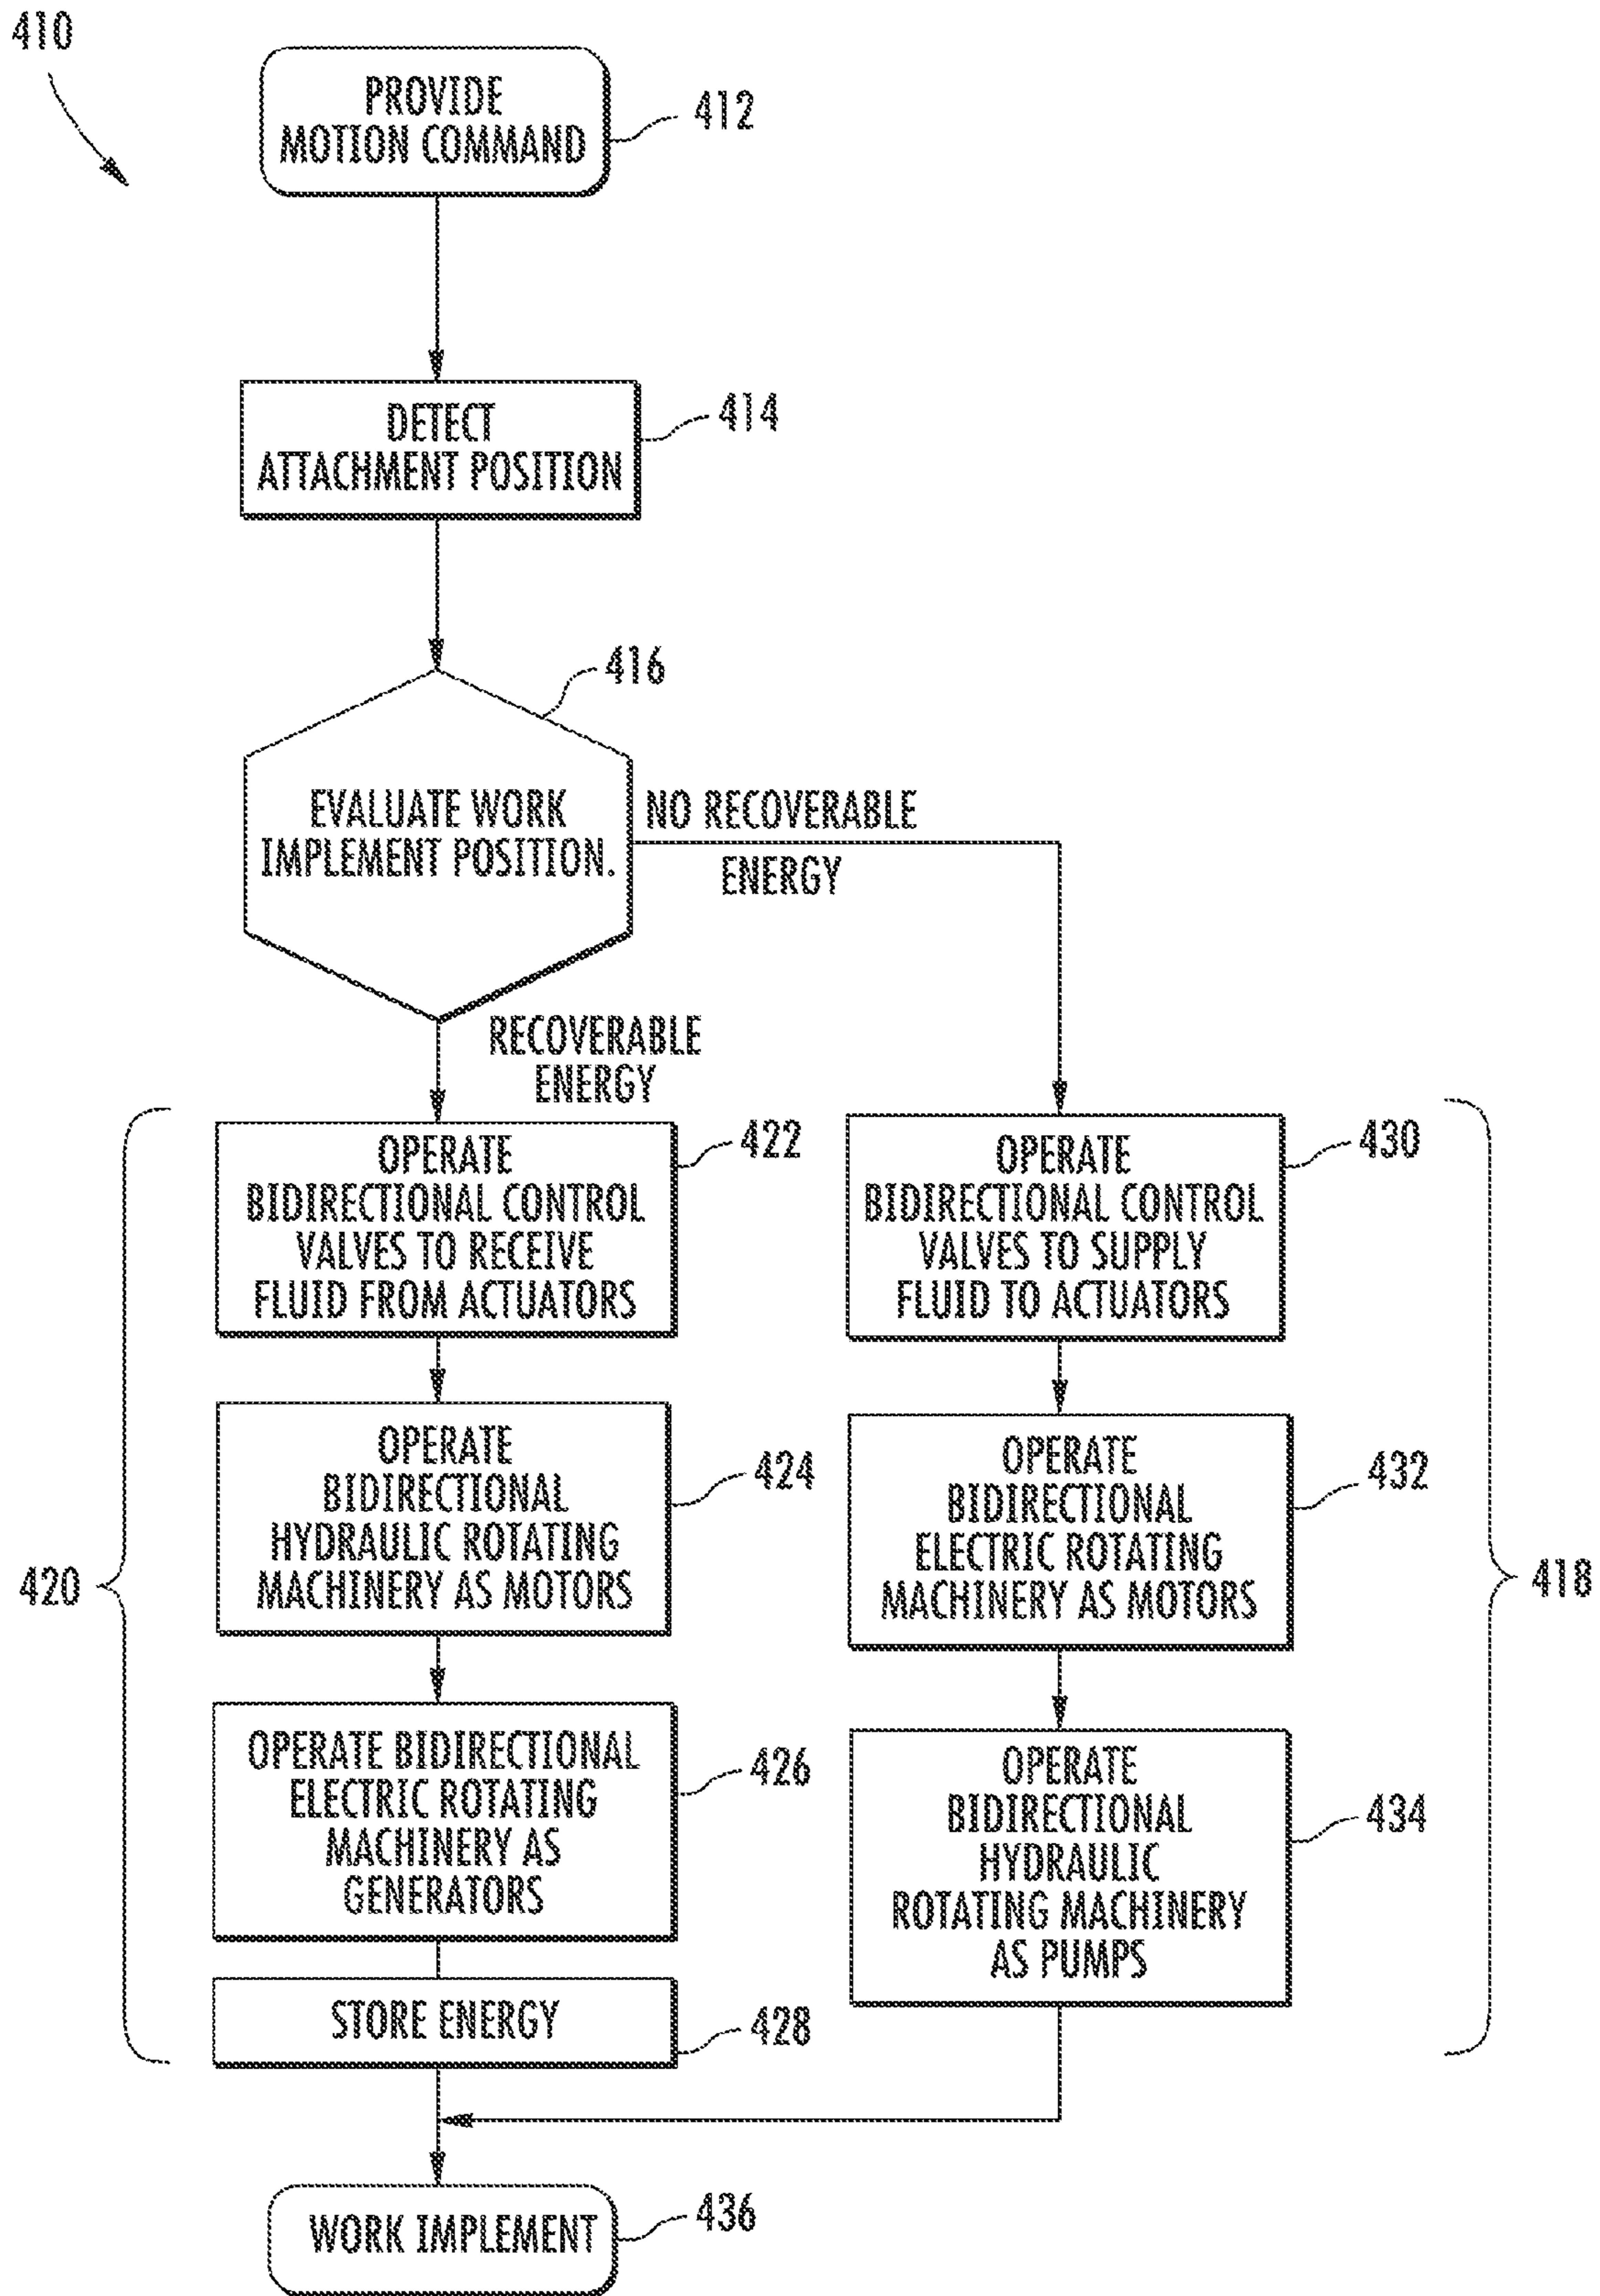 410
PROVIDE
MOTION COMMAND
412
DETECT
ATTACHMENT POSITION
414
416
EVALUATE WORK
IMPLEMENT POSITION.
NO RECOVERABLE
ENERGY
RECOVERABLE
ENERGY
420
OPERATE
BIDIRECTIONAL CONTROL
VALVES TO RECEIVE
FLUID FROM ACTUATORS
422
OPERATE
BIDIRECTIONAL
HYDRAULIC ROTATING
MACHINERY AS MOTORS
424
OPERATE BIDIRECTIONAL
ELECTRIC ROTATING
MACHINERY AS
GENERATORS
426
STORE ENERGY
428
OPERATE
BIDIRECTIONAL CONTROL
VALVES TO SUPPLY
FLUID TO ACTUATORS
430
OPERATE
BIDIRECTIONAL
ELECTRIC ROTATING
MACHINERY AS MOTORS
432
OPERATE
BIDIRECTIONAL
HYDRAULIC
ROTATING MACHINERY
AS PUMPS
434
418
WORK IMPLEMENT
436